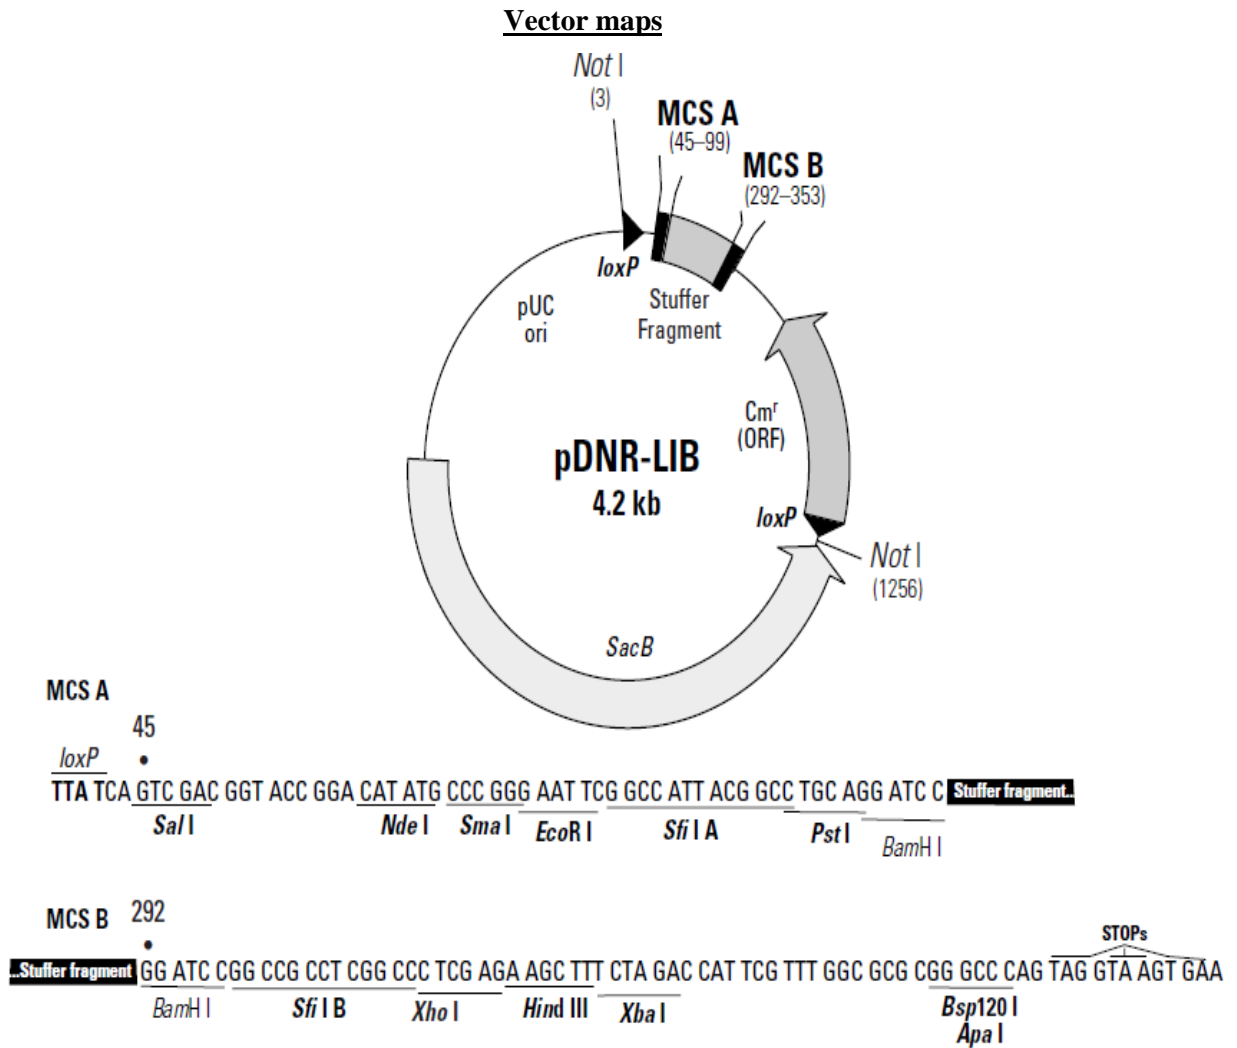 Vector maps
Not I
(3)
MCS A
(45–99)
MCS B
(292–353)
loxP
Stuffer
Fragment
pUC
ori
Cmr
(ORF)
pDNR-LIB
4.2 kb
loxP
Not I
(1256)
SacB
MCS A
45
loxP
TTA TCA GTC GAC GGT ACC GGA CAT ATG CCC GGG AAT TCG GCC ATT ACG GCC TGC AGG ATC C Stuffer fragment...
Sal I Nde I Sma I EcoR I Sfi I A Pst I BamH I
MCS B 292
STOPs
...Stuffer fragment GG ATCC GG CCG CCT CGG CCC TCG AGA AGC TTT CTA GAC CAT TCG TTT GGC GCG CGG GCC CAG TAG GTA AGT GAA
BamH I Sfi I B Xho I Hind III Xba I Bsp120 I
Apa I